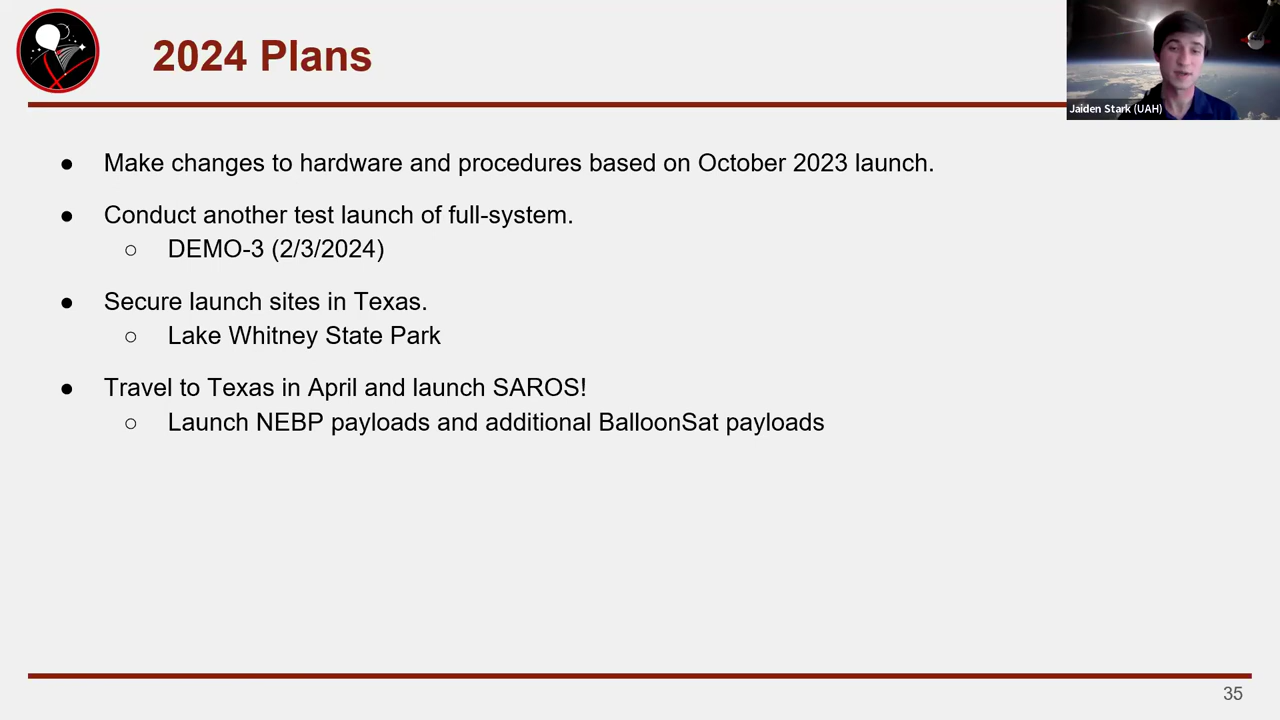 2024 Plans
Jaiden Stark (UAH)
● Make changes to hardware and procedures based on October 2023 launch.
● Conduct another test launch of full-system.
○ DEMO-3 (2/3/2024)
● Secure launch sites in Texas.
○ Lake Whitney State Park
● Travel to Texas in April and launch SAROS!
○ Launch NEBP payloads and additional BalloonSat payloads
35